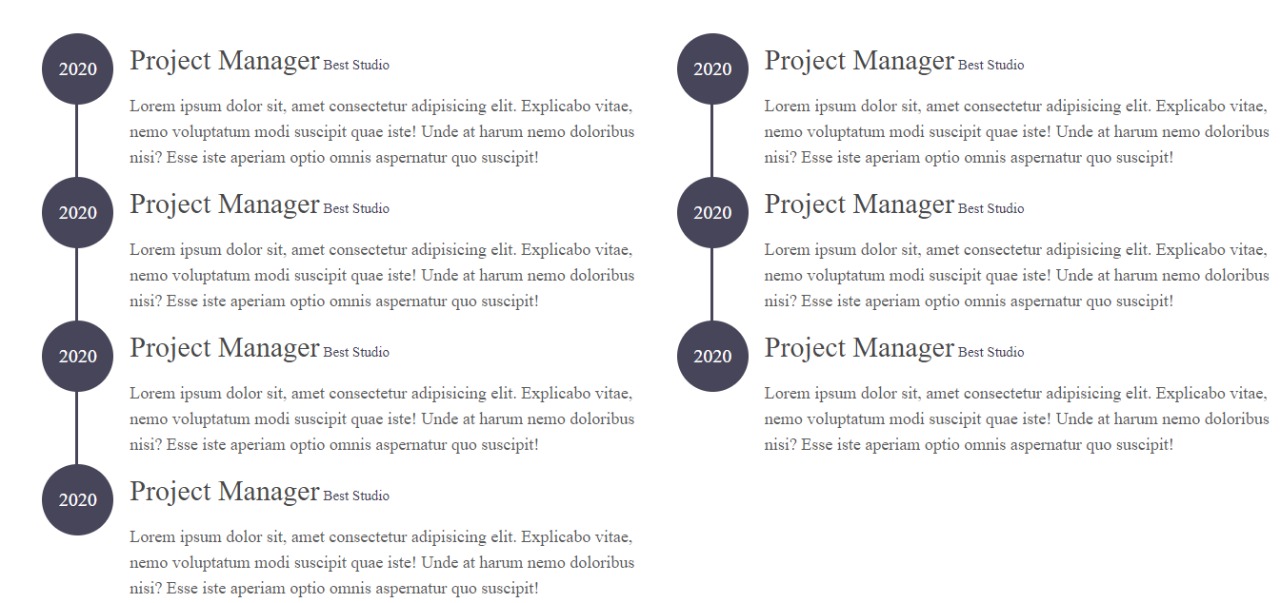 2020
Project Manager Best Studio
Lorem ipsum dolor sit, amet consectetur adipisicing elit. Explicabo vitae,
nemo voluptatum modi suscipit quae iste! Unde at harum nemo doloribus
nisi? Esse iste aperiam optio omnis aspernatur quo suscipit!
2020
Project Manager Best Studio
Lorem ipsum dolor sit, amet consectetur adipisicing elit. Explicabo vitae,
nemo voluptatum modi suscipit quae iste! Unde at harum nemo doloribus
nisi? Esse iste aperiam optio omnis aspernatur quo suscipit!
2020
Project Manager Best Studio
Lorem ipsum dolor sit, amet consectetur adipisicing elit. Explicabo vitae,
nemo voluptatum modi suscipit quae iste! Unde at harum nemo doloribus
nisi? Esse iste aperiam optio omnis aspernatur quo suscipit!
2020
Project Manager Best Studio
Lorem ipsum dolor sit, amet consectetur adipisicing elit. Explicabo vitae,
nemo voluptatum modi suscipit quae iste! Unde at harum nemo doloribus
nisi? Esse iste aperiam optio omnis aspernatur quo suscipit!
2020
Project Manager Best Studio
Lorem ipsum dolor sit, amet consectetur adipisicing elit. Explicabo vitae,
nemo voluptatum modi suscipit quae iste! Unde at harum nemo doloribus
nisi? Esse iste aperiam optio omnis aspernatur quo suscipit!
2020
Project Manager Best Studio
Lorem ipsum dolor sit, amet consectetur adipisicing elit. Explicabo vitae,
nemo voluptatum modi suscipit quae iste! Unde at harum nemo doloribus
nisi? Esse iste aperiam optio omnis aspernatur quo suscipit!
2020
Project Manager Best Studio
Lorem ipsum dolor sit, amet consectetur adipisicing elit. Explicabo vitae,
nemo voluptatum modi suscipit quae iste! Unde at harum nemo doloribus
nisi? Esse iste aperiam optio omnis aspernatur quo suscipit!